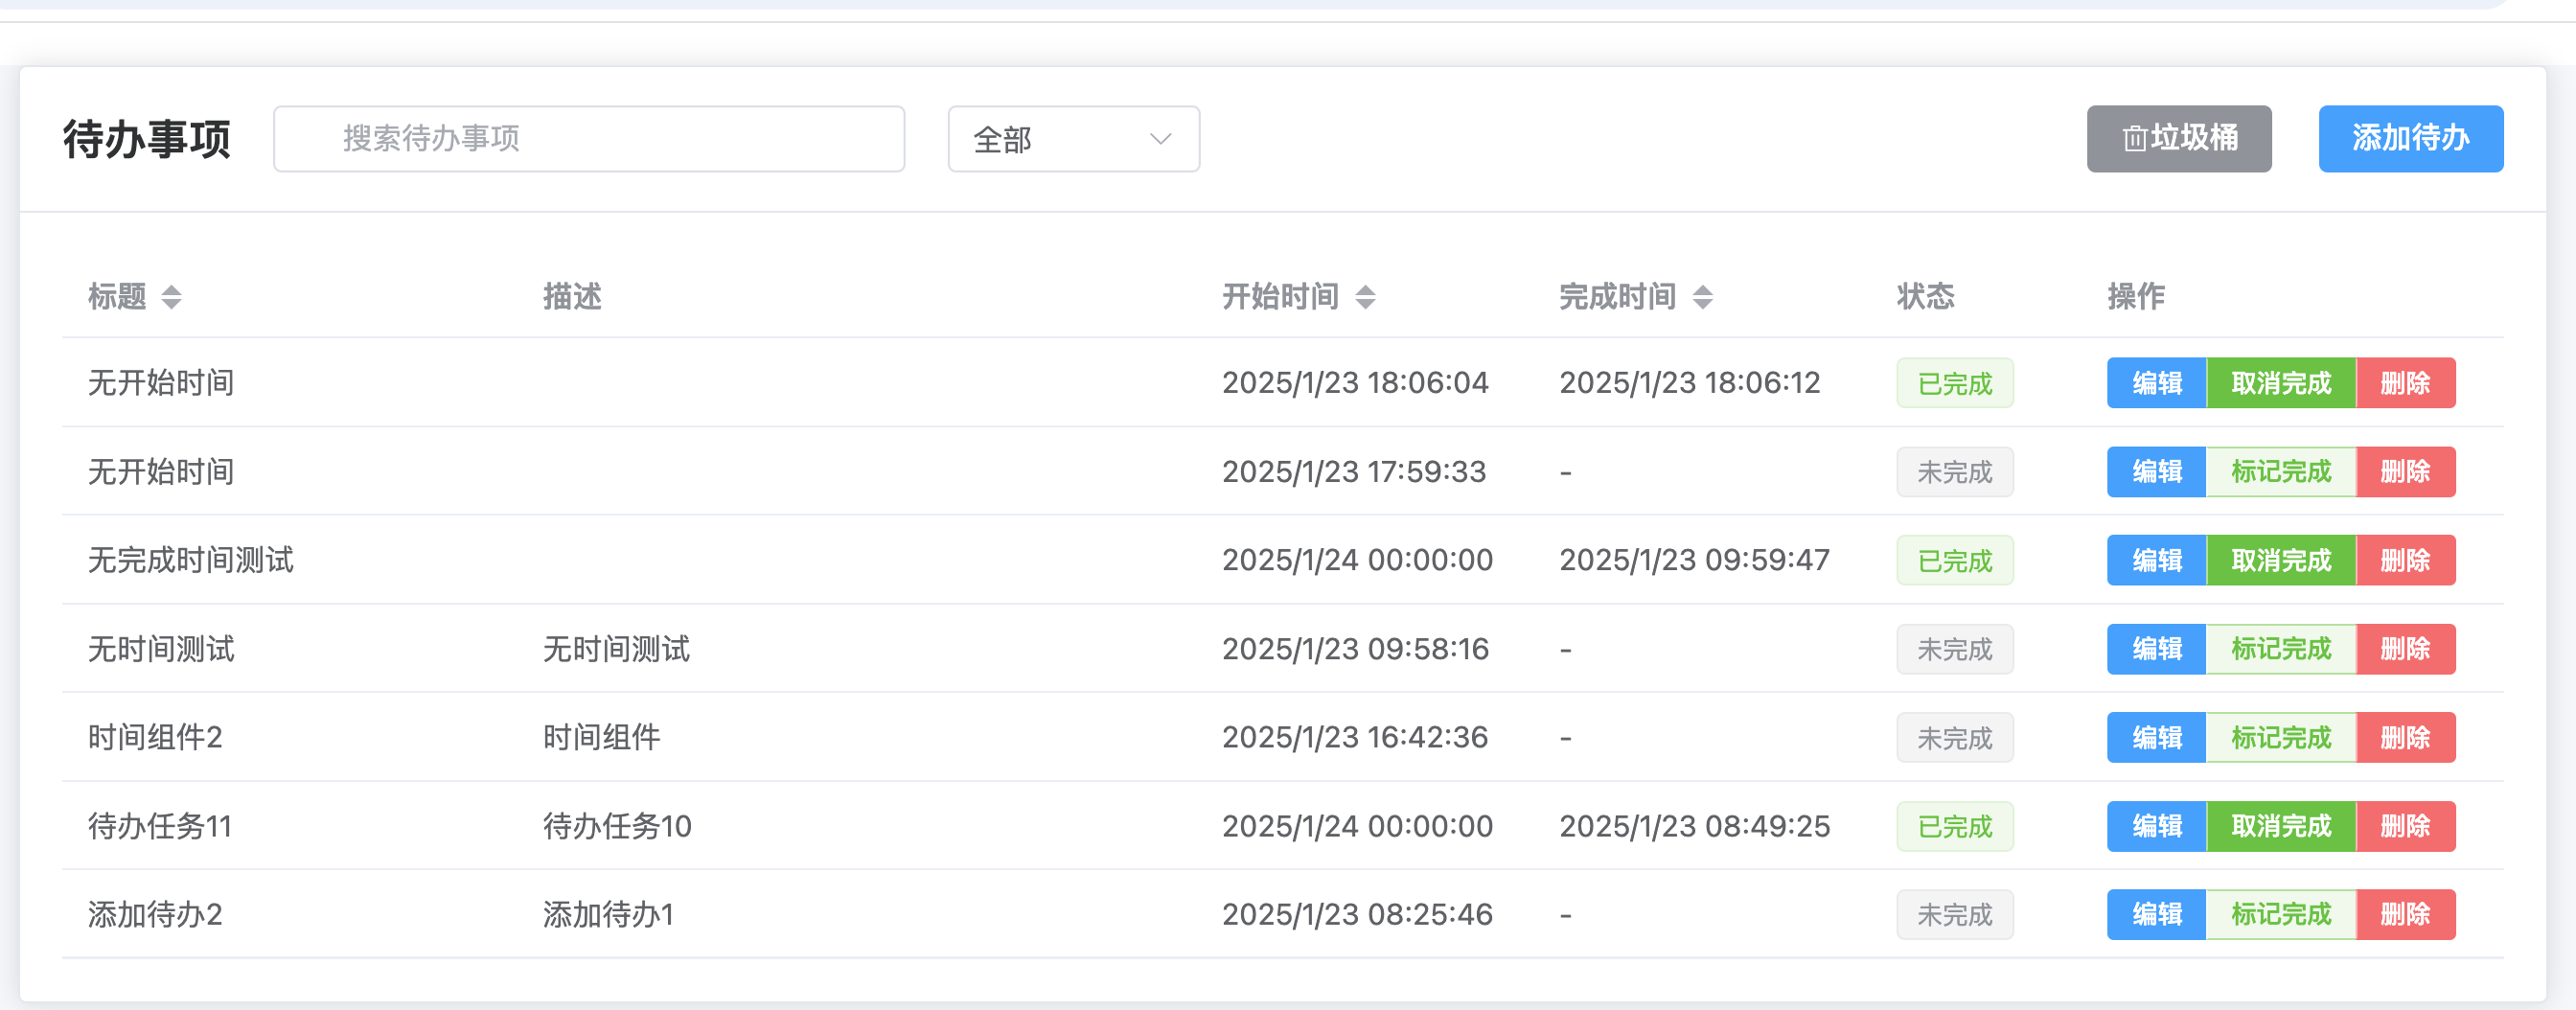 待办事项 搜索待办事项 全部 垃圾桶 添加待办
标题 描述 开始时间 完成时间 状态 操作
无开始时间 2025/1/23 18:06:04 2025/1/23 18:06:12 已完成 编辑 取消完成 删除
无开始时间 2025/1/23 17:59:33 - 未完成 编辑 标记完成 删除
无完成时间测试 2025/1/24 00:00:00 2025/1/23 09:59:47 已完成 编辑 取消完成 删除
无时间测试 无时间测试 2025/1/23 09:58:16 - 未完成 编辑 标记完成 删除
时间组件2 时间组件 2025/1/23 16:42:36 - 未完成 编辑 标记完成 删除
待办任务11 待办任务10 2025/1/24 00:00:00 2025/1/23 08:49:25 已完成 编辑 取消完成 删除
添加待办2 添加待办1 2025/1/23 08:25:46 - 未完成 编辑 标记完成 删除